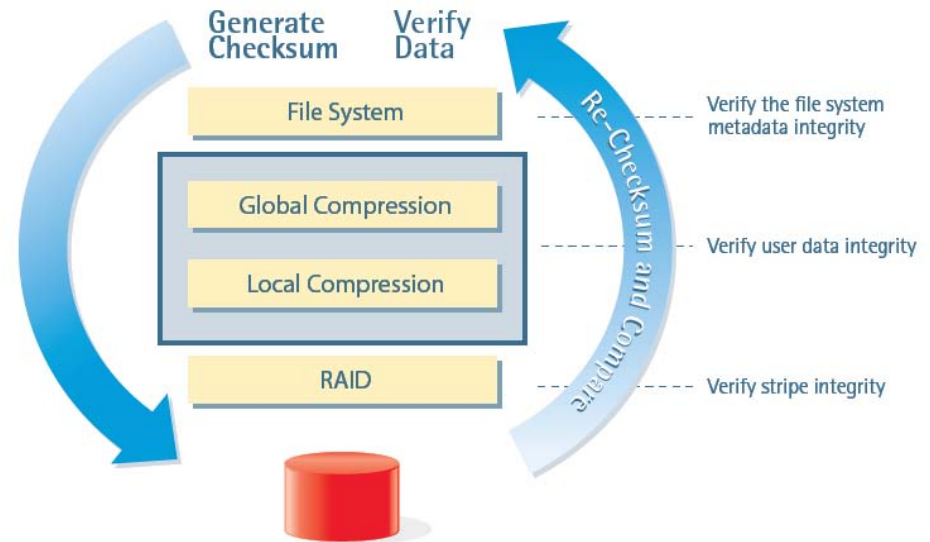 Generate
Checksum
Verify
Data
File System
Global Compression
Local Compression
RAID
Re-Checksum and Compare
Verify the file system
metadata integrity
Verify user data integrity
Verify stripe integrity